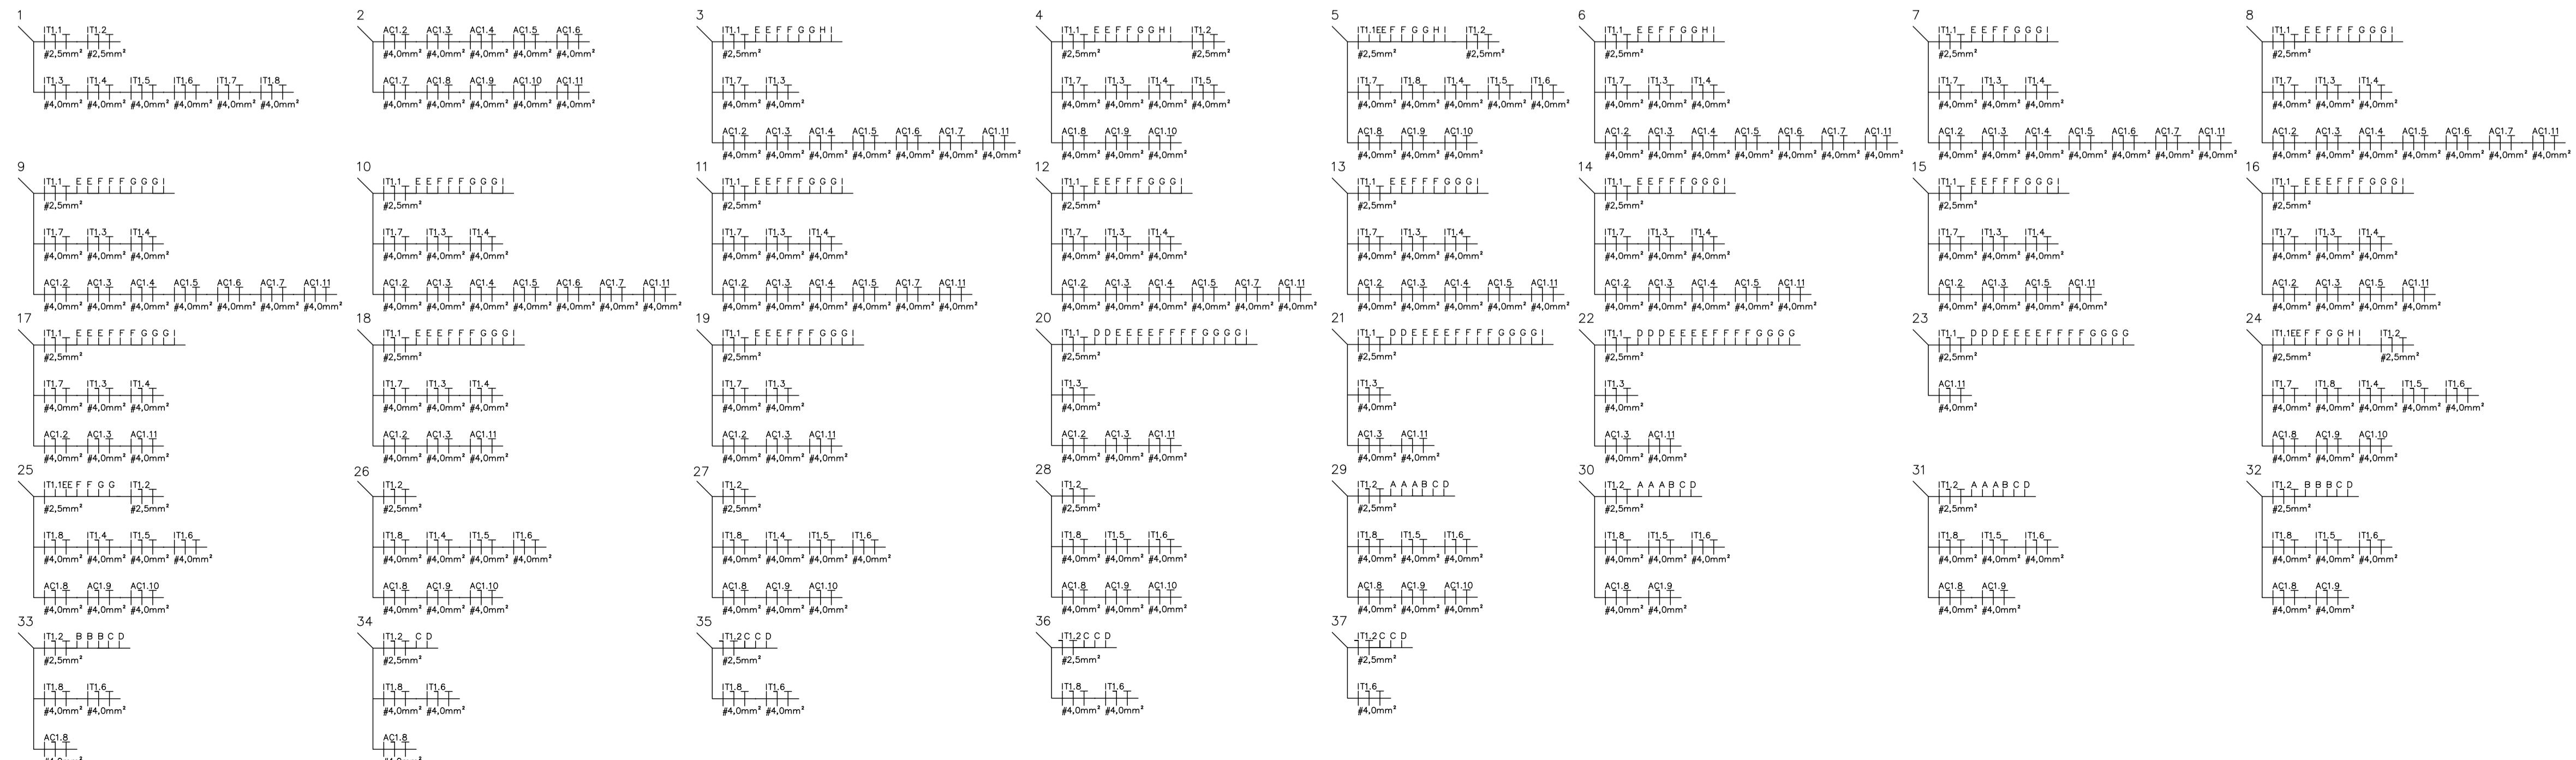 1
IT1.1 IT1.2
#2,5mm² #2,5mm²
IT1.3 IT1.4 IT1.5 IT1.6 IT1.7 IT1.8
#4,0mm² #4,0mm² #4,0mm² #4,0mm² #4,0mm² #4,0mm²
2
AC1.2 AC1.3 AC1.4 AC1.5 AC1.6
#4,0mm² #4,0mm² #4,0mm² #4,0mm² #4,0mm²
AC1.7 AC1.8 AC1.9 AC1.10 AC1.11
#4,0mm² #4,0mm² #4,0mm² #4,0mm² #4,0mm²
3
IT1.1 E E F F G G H I
#2,5mm²
IT1.7 IT1.3
#4,0mm² #4,0mm²
AC1.2 AC1.3 AC1.4 AC1.5 AC1.6 AC1.7 AC1.11
#4,0mm² #4,0mm² #4,0mm² #4,0mm² #4,0mm² #4,0mm² #4,0mm²
4
IT1.1 E E F F G G H I IT1.2
#2,5mm² #2,5mm²
IT1.7 IT1.3 IT1.4 IT1.5
#4,0mm² #4,0mm² #4,0mm² #4,0mm²
AC1.8 AC1.9 AC1.10
#4,0mm² #4,0mm² #4,0mm²
5
IT1.1EE F F G G H I IT1.2
#2,5mm² #2,5mm²
IT1.7 IT1.8 IT1.4 IT1.5 IT1.6
#4,0mm² #4,0mm² #4,0mm² #4,0mm² #4,0mm²
AC1.8 AC1.9 AC1.10
#4,0mm² #4,0mm² #4,0mm²
6
IT1.1 E E F F G G H I
#2,5mm²
IT1.7 IT1.3 IT1.4
#4,0mm² #4,0mm² #4,0mm²
AC1.2 AC1.3 AC1.4 AC1.5 AC1.6 AC1.7 AC1.11
#4,0mm² #4,0mm² #4,0mm² #4,0mm² #4,0mm² #4,0mm² #4,0mm²
7
IT1.1 E E F F G G G I
#2,5mm²
IT1.7 IT1.3 IT1.4
#4,0mm² #4,0mm² #4,0mm²
AC1.2 AC1.3 AC1.4 AC1.5 AC1.6 AC1.7 AC1.11
#4,0mm² #4,0mm² #4,0mm² #4,0mm² #4,0mm² #4,0mm² #4,0mm²
8
IT1.1 E E F F F G G G I
#2,5mm²
IT1.7 IT1.3 IT1.4
#4,0mm² #4,0mm² #4,0mm²
AC1.2 AC1.3 AC1.4 AC1.5 AC1.6 AC1.7 AC1.11
#4,0mm² #4,0mm² #4,0mm² #4,0mm² #4,0mm² #4,0mm² #4,0mm²
9
IT1.1 E E F F F G G G I
#2,5mm²
IT1.7 IT1.3 IT1.4
#4,0mm² #4,0mm² #4,0mm²
AC1.2 AC1.3 AC1.4 AC1.5 AC1.6 AC1.7 AC1.11
#4,0mm² #4,0mm² #4,0mm² #4,0mm² #4,0mm² #4,0mm² #4,0mm²
10
IT1.1 E E F F F G G G I
#2,5mm²
IT1.7 IT1.3 IT1.4
#4,0mm² #4,0mm² #4,0mm²
AC1.2 AC1.3 AC1.4 AC1.5 AC1.6 AC1.7 AC1.11
#4,0mm² #4,0mm² #4,0mm² #4,0mm² #4,0mm² #4,0mm² #4,0mm²
11
IT1.1 E E F F F G G G I
#2,5mm²
IT1.7 IT1.3 IT1.4
#4,0mm² #4,0mm² #4,0mm²
AC1.2 AC1.3 AC1.4 AC1.5 AC1.7 AC1.11
#4,0mm² #4,0mm² #4,0mm² #4,0mm² #4,0mm² #4,0mm²
12
IT1.1 E E F F F G G G I
#2,5mm²
IT1.7 IT1.3 IT1.4
#4,0mm² #4,0mm² #4,0mm²
AC1.2 AC1.3 AC1.4 AC1.5 AC1.7 AC1.11
#4,0mm² #4,0mm² #4,0mm² #4,0mm² #4,0mm² #4,0mm²
13
IT1.1 E E F F F G G G I
#2,5mm²
IT1.7 IT1.3 IT1.4
#4,0mm² #4,0mm² #4,0mm²
AC1.2 AC1.3 AC1.4 AC1.5 AC1.11
#4,0mm² #4,0mm² #4,0mm² #4,0mm² #4,0mm²
14
IT1.1 E E F F F G G G I
#2,5mm²
IT1.7 IT1.3 IT1.4
#4,0mm² #4,0mm² #4,0mm²
AC1.2 AC1.3 AC1.4 AC1.5 AC1.11
#4,0mm² #4,0mm² #4,0mm² #4,0mm² #4,0mm²
15
IT1.1 E E F F F G G G I
#2,5mm²
IT1.7 IT1.3 IT1.4
#4,0mm² #4,0mm² #4,0mm²
AC1.2 AC1.3 AC1.5 AC1.11
#4,0mm² #4,0mm² #4,0mm² #4,0mm²
16
IT1.1 E E E F F F G G G I
#2,5mm²
IT1.7 IT1.3 IT1.4
#4,0mm² #4,0mm² #4,0mm²
AC1.2 AC1.3 AC1.5 AC1.11
#4,0mm² #4,0mm² #4,0mm² #4,0mm²
17
IT1.1 E E E F F F G G G I
#2,5mm²
IT1.7 IT1.3 IT1.4
#4,0mm² #4,0mm² #4,0mm²
AC1.2 AC1.3 AC1.11
#4,0mm² #4,0mm² #4,0mm²
18
IT1.1 E E E F F F G G G I
#2,5mm²
IT1.7 IT1.3 IT1.4
#4,0mm² #4,0mm² #4,0mm²
AC1.2 AC1.3 AC1.11
#4,0mm² #4,0mm² #4,0mm²
19
IT1.1 E E E F F F G G G I
#2,5mm²
IT1.7 IT1.3
#4,0mm² #4,0mm²
AC1.2 AC1.3 AC1.11
#4,0mm² #4,0mm² #4,0mm²
20
IT1.1 D D E E E E F F F F G G G G I
#2,5mm²
IT1.3
#4,0mm²
AC1.2 AC1.3 AC1.11
#4,0mm² #4,0mm² #4,0mm²
21
IT1.1 D D E E E E F F F F G G G G I
#2,5mm²
IT1.3
#4,0mm²
AC1.3 AC1.11
#4,0mm² #4,0mm²
22
IT1.1 D D D E E E E F F F F G G G G
#2,5mm²
IT1.3
#4,0mm²
AC1.3 AC1.11
#4,0mm² #4,0mm²
23
IT1.1 D D D E E E E F F F F G G G G
#2,5mm²
AC1.11
#4,0mm²
24
IT1.1EE F F G G H I IT1.2
#2,5mm² #2,5mm²
IT1.7 IT1.8 IT1.4 IT1.5 IT1.6
#4,0mm² #4,0mm² #4,0mm² #4,0mm² #4,0mm²
AC1.8 AC1.9 AC1.10
#4,0mm² #4,0mm² #4,0mm²
25
IT1.1EE F F G G IT1.2
#2,5mm² #2,5mm²
IT1.8 IT1.4 IT1.5 IT1.6
#4,0mm² #4,0mm² #4,0mm² #4,0mm²
AC1.8 AC1.9 AC1.10
#4,0mm² #4,0mm² #4,0mm²
26
IT1.2
#2,5mm²
IT1.8 IT1.4 IT1.5 IT1.6
#4,0mm² #4,0mm² #4,0mm² #4,0mm²
AC1.8 AC1.9 AC1.10
#4,0mm² #4,0mm² #4,0mm²
27
IT1.2
#2,5mm²
IT1.8 IT1.4 IT1.5 IT1.6
#4,0mm² #4,0mm² #4,0mm² #4,0mm²
AC1.8 AC1.9 AC1.10
#4,0mm² #4,0mm² #4,0mm²
28
IT1.2
#2,5mm²
IT1.8 IT1.5 IT1.6
#4,0mm² #4,0mm² #4,0mm²
AC1.8 AC1.9 AC1.10
#4,0mm² #4,0mm² #4,0mm²
29
IT1.2 A A A B C D
#2,5mm²
IT1.8 IT1.5 IT1.6
#4,0mm² #4,0mm² #4,0mm²
AC1.8 AC1.9 AC1.10
#4,0mm² #4,0mm² #4,0mm²
30
IT1.2 A A A B C D
#2,5mm²
IT1.8 IT1.5 IT1.6
#4,0mm² #4,0mm² #4,0mm²
AC1.8 AC1.9
#4,0mm² #4,0mm²
31
IT1.2 A A A B C D
#2,5mm²
IT1.8 IT1.5 IT1.6
#4,0mm² #4,0mm² #4,0mm²
AC1.8 AC1.9
#4,0mm² #4,0mm²
32
IT1.2 B B B C D
#2,5mm²
IT1.8 IT1.5 IT1.6
#4,0mm² #4,0mm² #4,0mm²
AC1.8 AC1.9
#4,0mm² #4,0mm²
33
IT1.2 B B B C D
#2,5mm²
IT1.8 IT1.6
#4,0mm² #4,0mm²
AC1.8
34
IT1.2 C D
#2,5mm²
IT1.8 IT1.6
#4,0mm² #4,0mm²
AC1.8
35
IT1.2 C C D
#2,5mm²
IT1.8 IT1.6
#4,0mm² #4,0mm²
36
IT1.2 C C D
#2,5mm²
IT1.8 IT1.6
#4,0mm² #4,0mm²
37
IT1.2 C C D
#2,5mm²
IT1.6
#4,0mm²